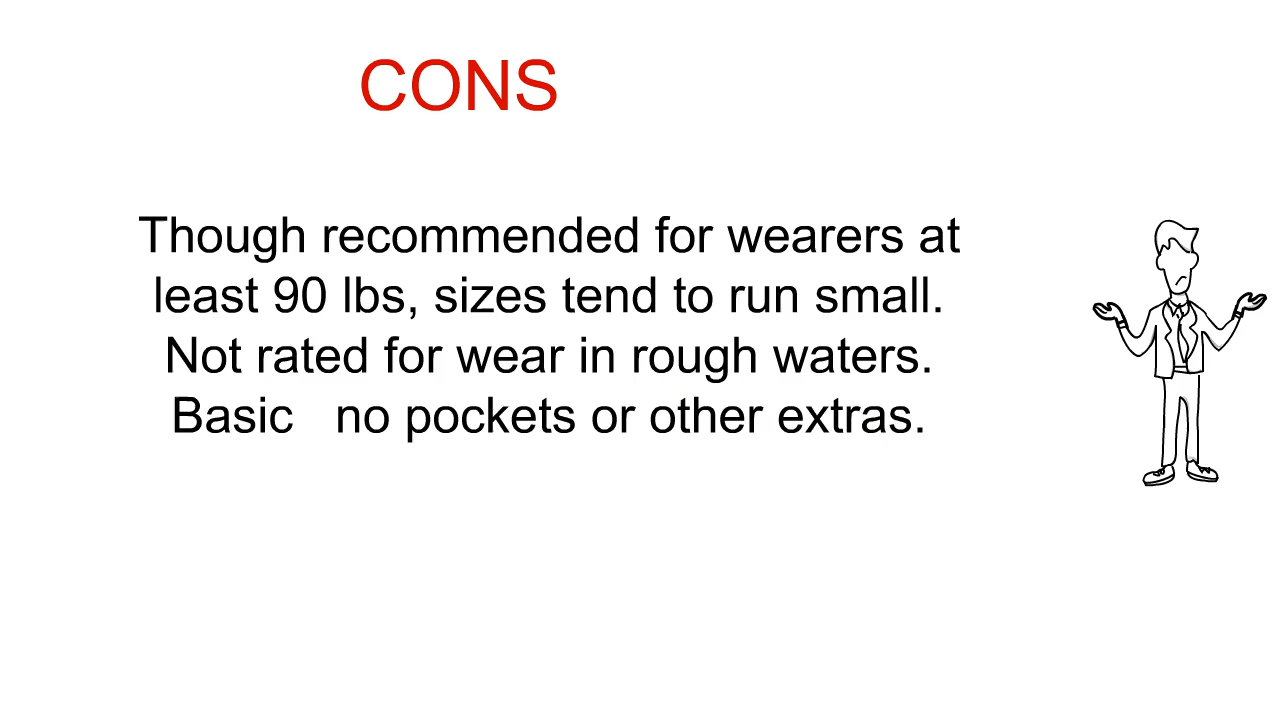 CONS
Though recommended for wearers at
least 90 lbs, sizes tend to run small.
Not rated for wear in rough waters.
Basic   no pockets or other extras.